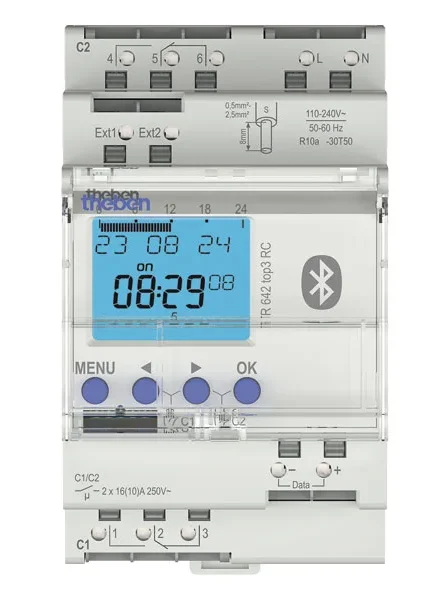 C2
4 5 6 L N
0,5mm²-
2,5mm²
S
8mm
110-240V~
50-60 Hz
R10a -30T50
Ext1 Ext2
theben
theben
6 12 18 24
23 08 24
on
08:29 08
5
TR 642 top3 RC
MENU ◄ ► OK
C1 C2
C1/C2
µ 2 x 16(10)A 250V~
− +
Data
1 2 3
C1